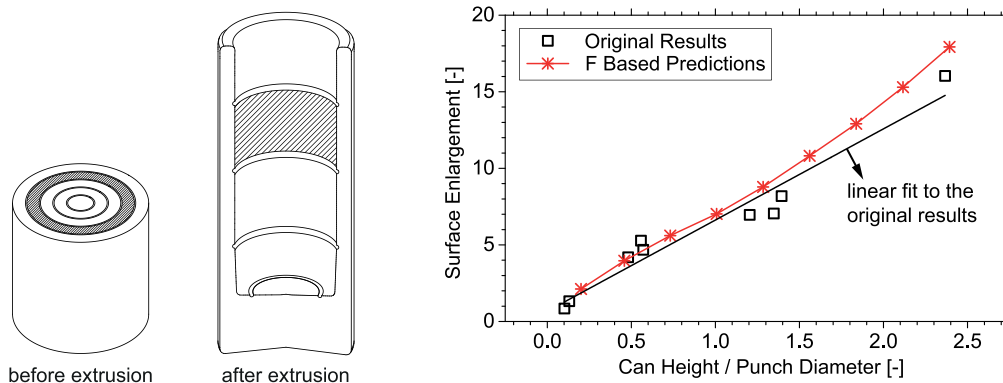 before extrusion
after extrusion
Surface Enlargement [-]
20
15
10
5
0
Original Results
F Based Predictions
linear fit to the
original results
0.0 0.5 1.0 1.5 2.0 2.5
Can Height / Punch Diameter [-]